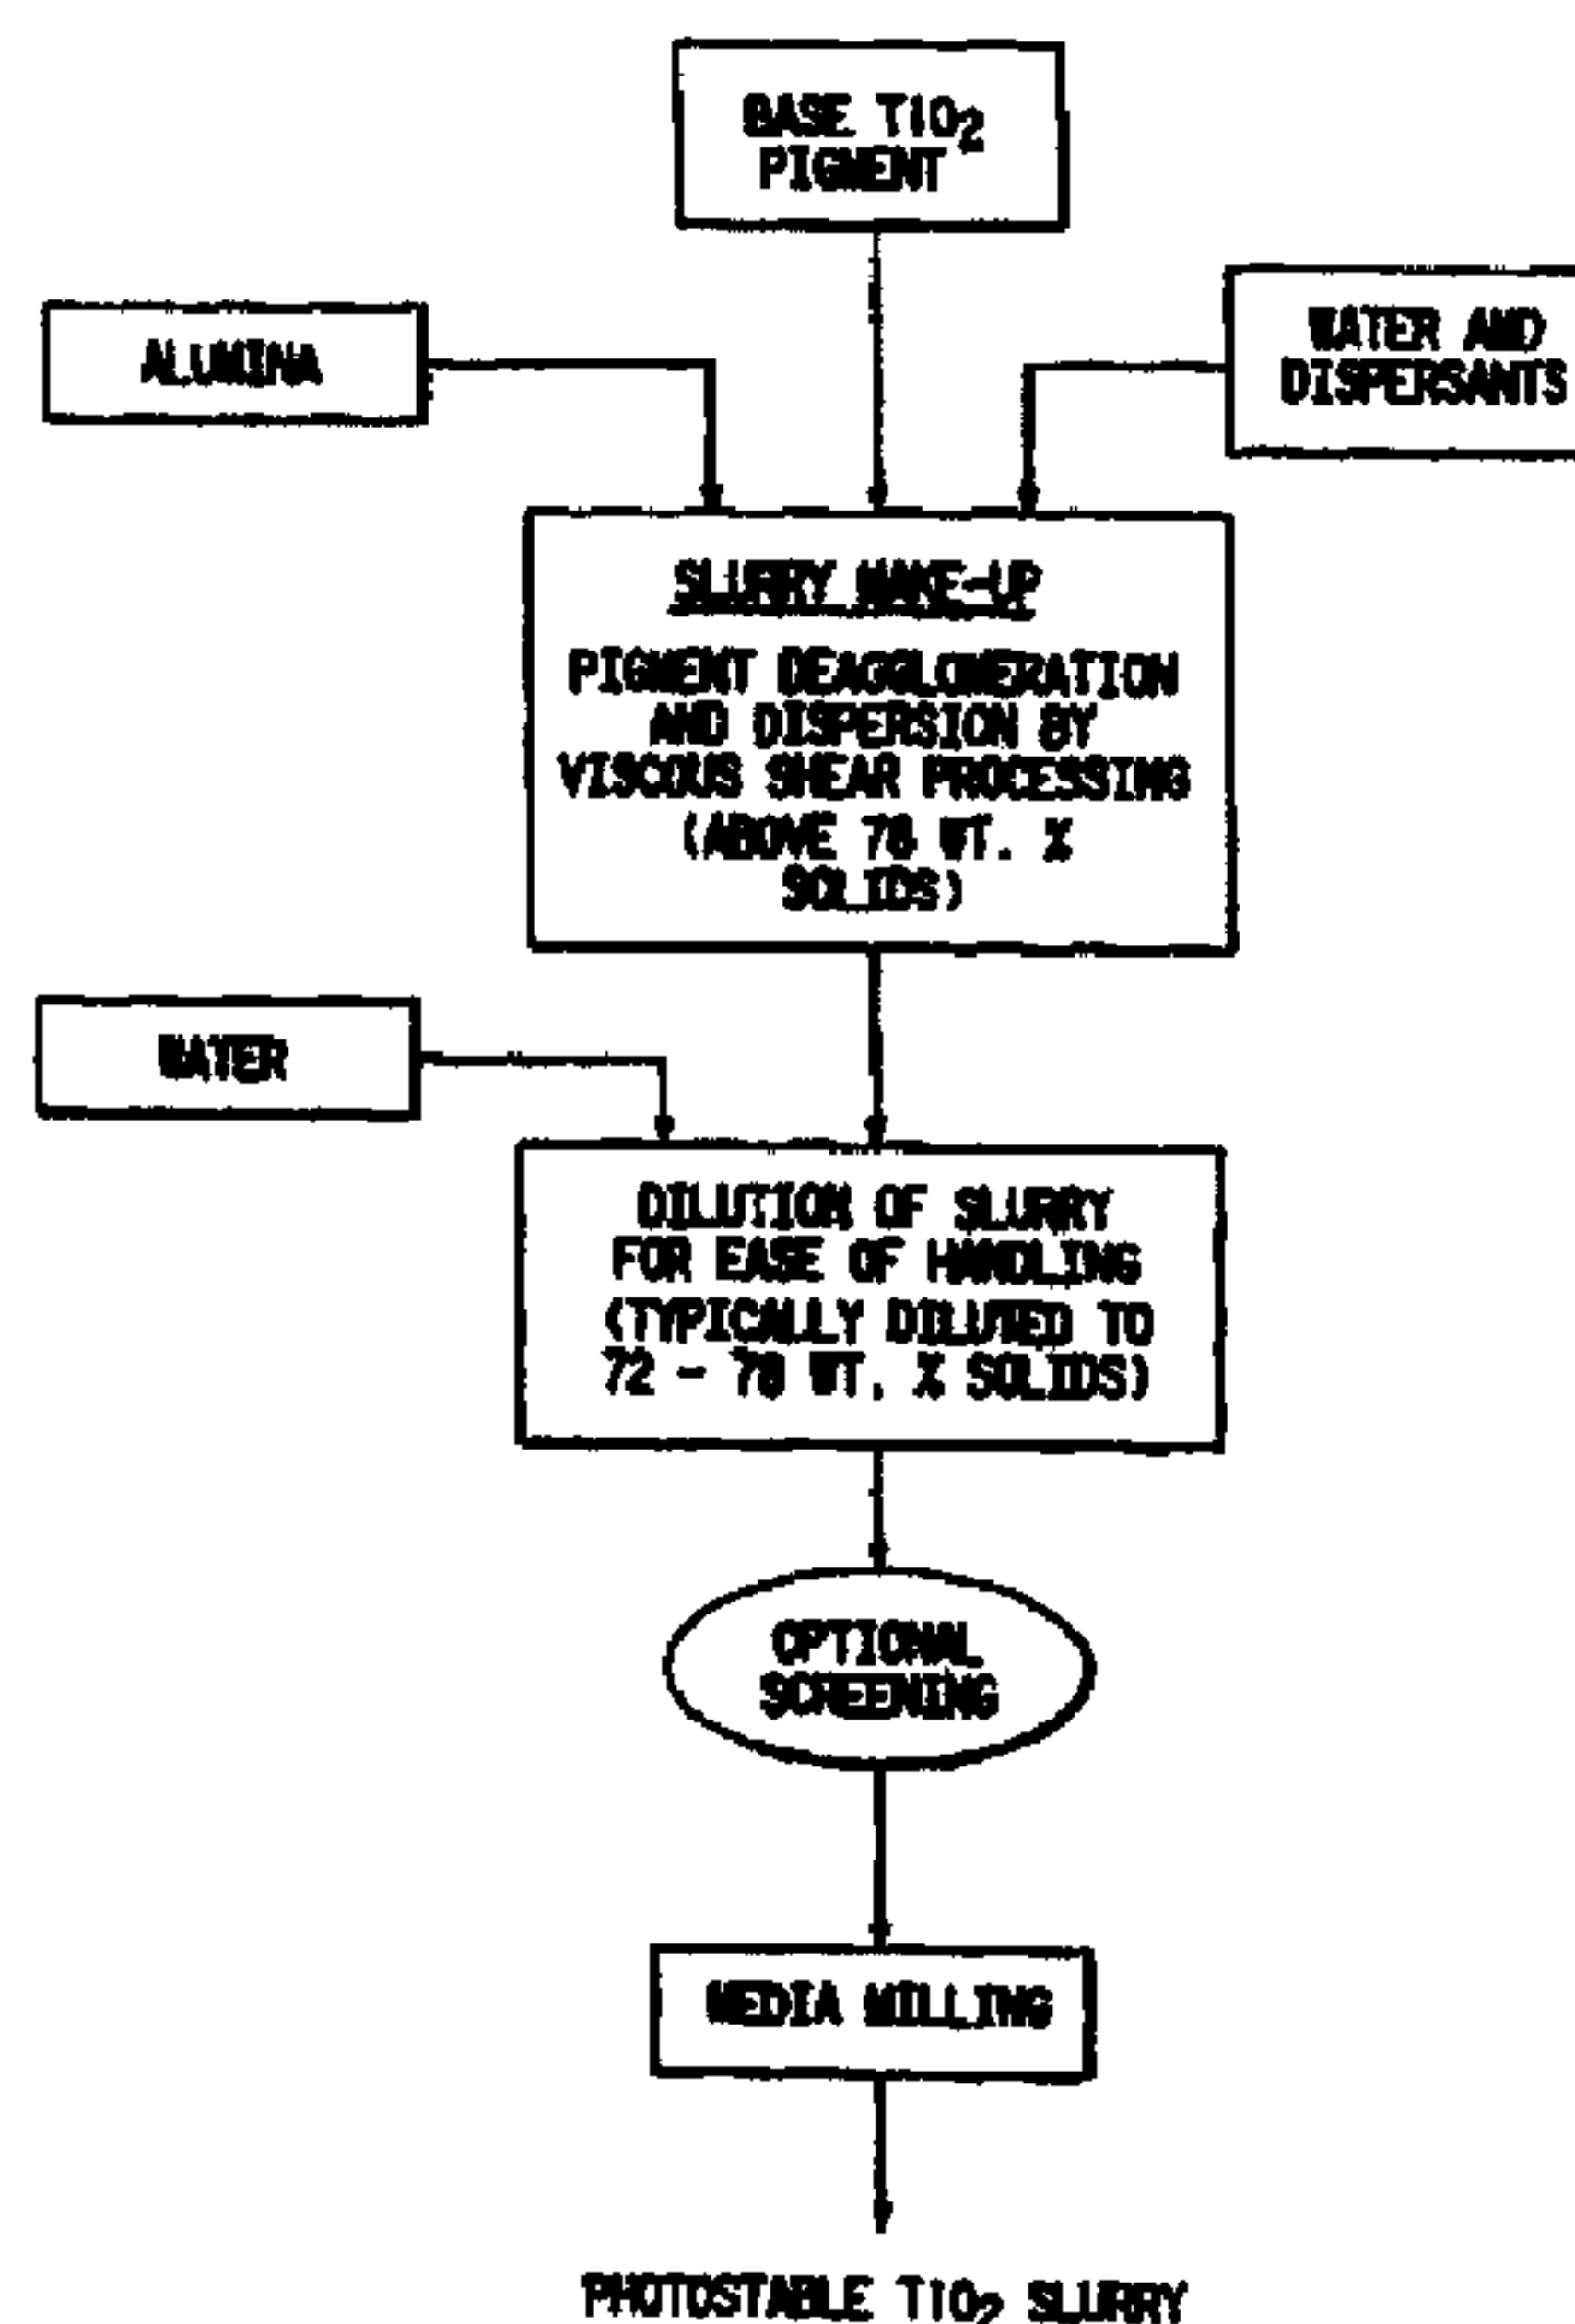 BASE TiO2
PIGMENT
ALUMINA
WATER AND
DISPERSANTS
SLURRY MAKE-UP
PIGMENT DEAGGLOMERATION
AND DISPERSION BY
VISCOUS SHEAR PROCESSING
(ABOVE 78 WT. %
SOLIDS)
WATER
DILUTION OF SLURRY
FOR EASE OF HANDLING
(TYPICALLY DILUTED TO
72 - 78 WT. % SOLIDS)
OPTIONAL
SCREENING
MEDIA MILLING
PHOTOSTABLE TiO2 SLURRY